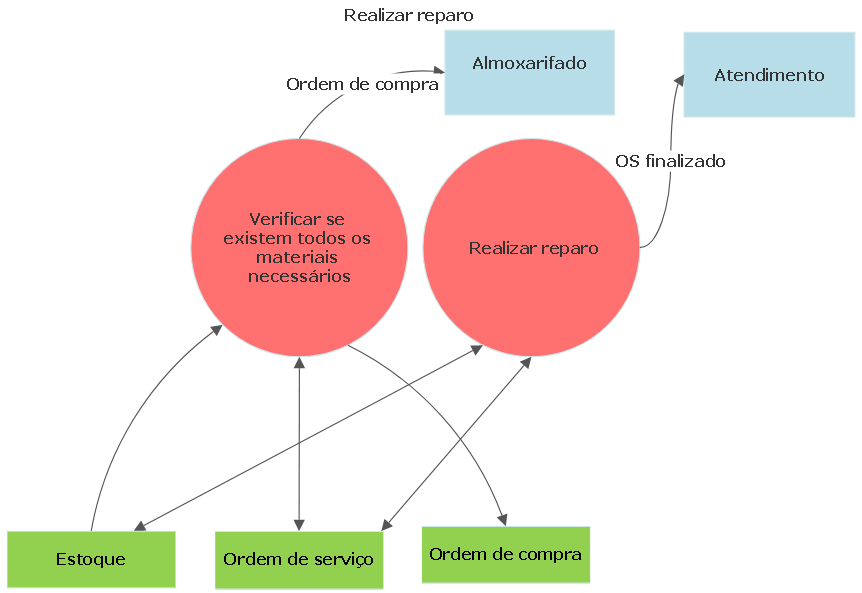 Realizar reparo
Almoxarifado
Atendimento
Ordem de compra
OS finalizado
Verificar se
existem todos os
materiais
necessários
Realizar reparo
Estoque
Ordem de serviço
Ordem de compra